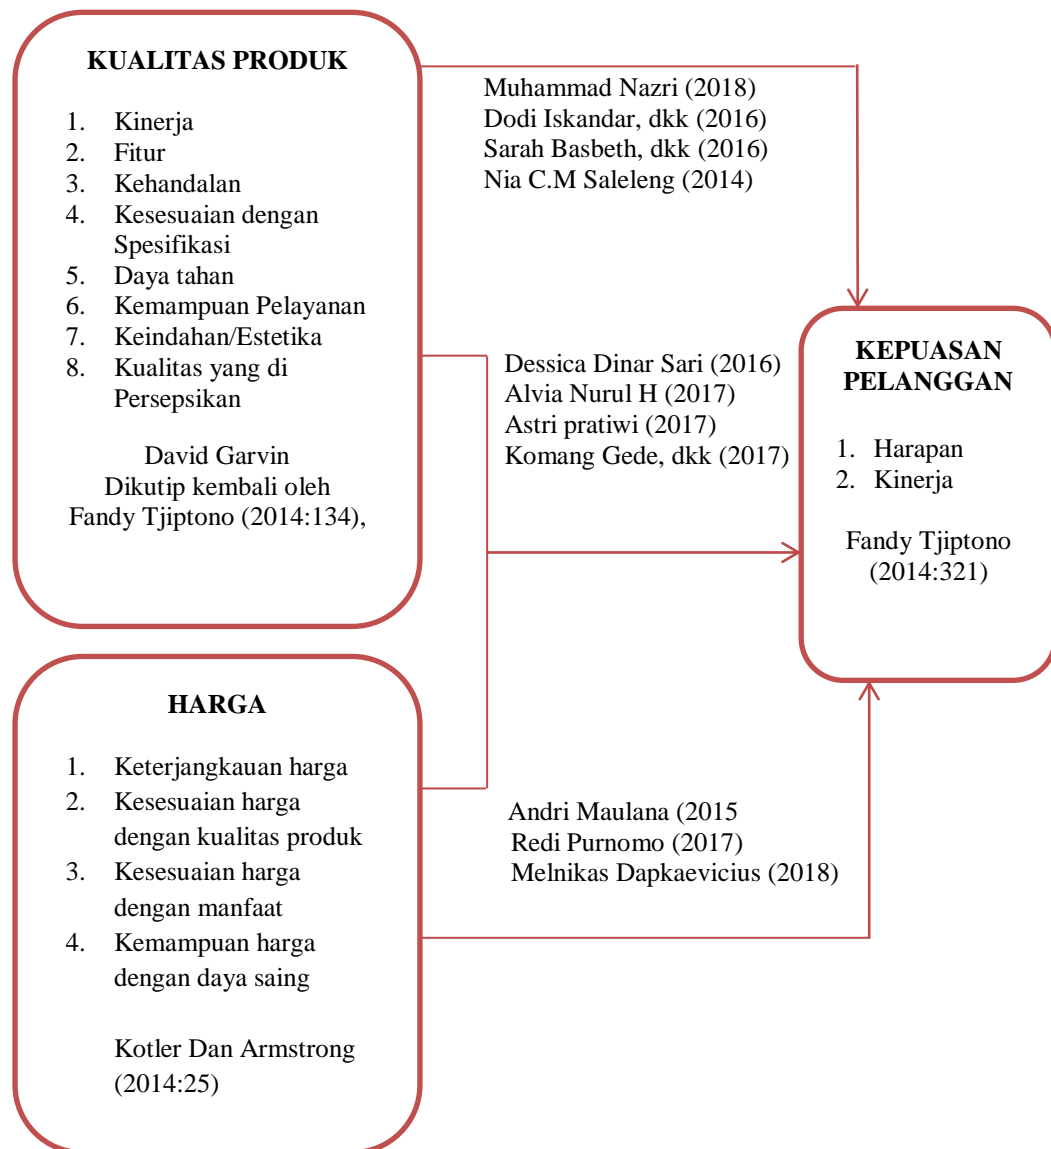 KUALITAS PRODUK
1. Kinerja
2. Fitur
3. Kehandalan
4. Kesesuaian dengan
Spesifikasi
5. Daya tahan
6. Kemampuan Pelayanan
7. Keindahan/Estetika
8. Kualitas yang di
Persepsikan
David Garvin
Dikutip kembali oleh
Fandy Tjiptono (2014:134),
Muhammad Nazri (2018)
Dodi Iskandar, dkk (2016)
Sarah Basbeth, dkk (2016)
Nia C.M Saleleng (2014)
Dessica Dinar Sari (2016)
Alvia Nurul H (2017)
Astri pratiwi (2017)
Komang Gede, dkk (2017)
KEPUASAN
PELANGGAN
1. Harapan
2. Kinerja
Fandy Tjiptono
(2014:321)
HARGA
1. Keterjangkauan harga
2. Kesesuaian harga
dengan kualitas produk
3. Kesesuaian harga
dengan manfaat
4. Kemampuan harga
dengan daya saing
Kotler Dan Armstrong
(2014:25)
Andri Maulana (2015
Redi Purnomo (2017)
Melnikas Dapkaevicius (2018)